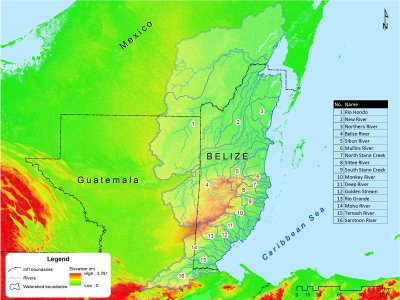 N
Mexico
No. Name
1 Rio Hondo
2 New River
3 Northern River
4 Belize River
5 Sibun River
6 Mullins River
7 North Stann Creek
8 Sittee River
9 South Stann Creek
10 Monkey River
11 Deep River
12 Golden Stream
13 Rio Grande
14 Moho River
15 Temash River
16 Sarstoon River
1
2
3
BELIZE
Guatemala
4
5
6
7
8
9
10
11
12
13
14
15
16
Caribbean Sea
Legend
Int'l boundaries
Rivers
Watershed boundaries
Elevation (m)
High : 3,781
Low : 0